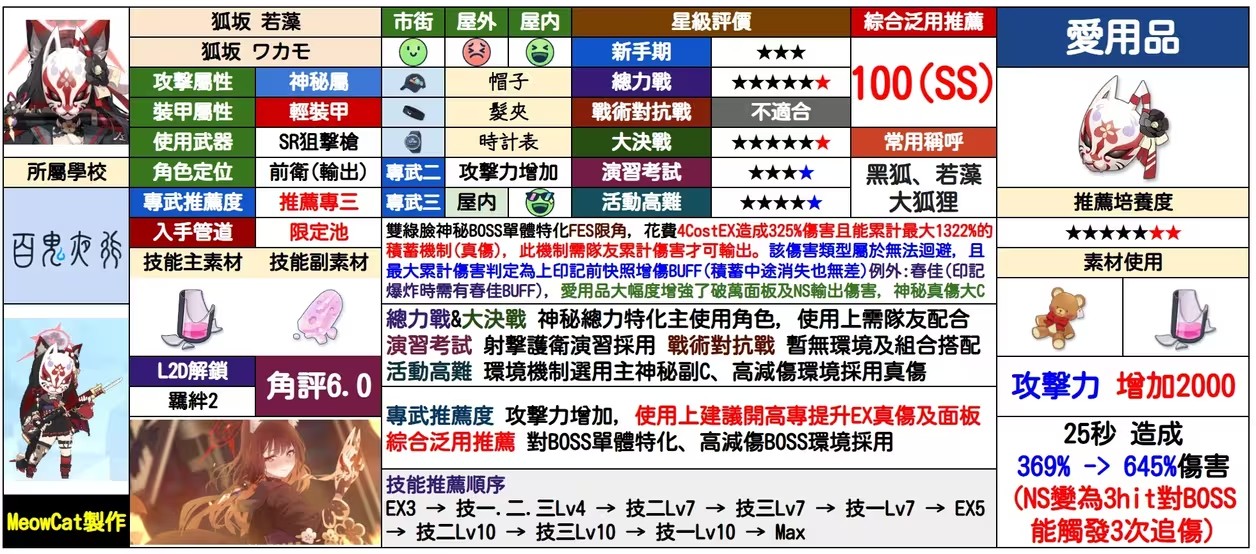 狐坂 若藻
狐坂 ワカモ
攻擊屬性 神秘屬
裝甲屬性 輕裝甲
使用武器 SR狙擊槍
所屬學校
角色定位 前衛(輸出)
專武推薦度 推薦專三
百鬼夜行
入手管道 限定池
技能主素材 技能副素材
L2D解鎖
羈絆2
角評6.0
MeowCat製作
市街 屋外 屋內
帽子
髮夾
時計表
專武二 攻擊力增加
專武三 屋內
星級評價
新手期 ★★★
總力戰 ★★★★★★
戰術對抗戰 不適合
大決戰 ★★★★★★
演習考試 ★★★★
活動高難 ★★★★★
綜合泛用推薦
100(SS)
常用稱呼
黑狐、若藻
大狐狸
雙綠臉神秘BOSS單體特化FES限角, 花費4CostEX造成325%傷害且能累計最大1322%的
積蓄機制(真傷), 此機制需隊友累計傷害才可輸出。該傷害類型屬於無法迴避, 且
最大累計傷害判定為上印記前快照增傷BUFF(積蓄中途消失也無差)例外:春佳(印記
爆炸時需有春佳BUFF), 愛用品大幅度增強了破萬面板及NS輸出傷害, 神秘真傷大C
總力戰&大決戰 神秘總力特化主使用角色, 使用上需隊友配合
演習考試 射擊護衛演習採用 戰術對抗戰 暫無環境及組合搭配
活動高難 環境機制選用主神秘副C、高減傷環境採用真傷
專武推薦度 攻擊力增加, 使用上建議開高專提升EX真傷及面板
綜合泛用推薦 對BOSS單體特化、高減傷BOSS環境採用
技能推薦順序
EX3 → 技一.二.三Lv4 → 技二Lv7 → 技三Lv7 → 技一Lv7 → EX5
→ 技二Lv10 → 技三Lv10 → 技一Lv10 → Max
愛用品
推薦培養度
★★★★★★★
素材使用
攻擊力 增加2000
25秒 造成
369% -> 645%傷害
(NS變為3hit對BOSS
能觸發3次追傷)